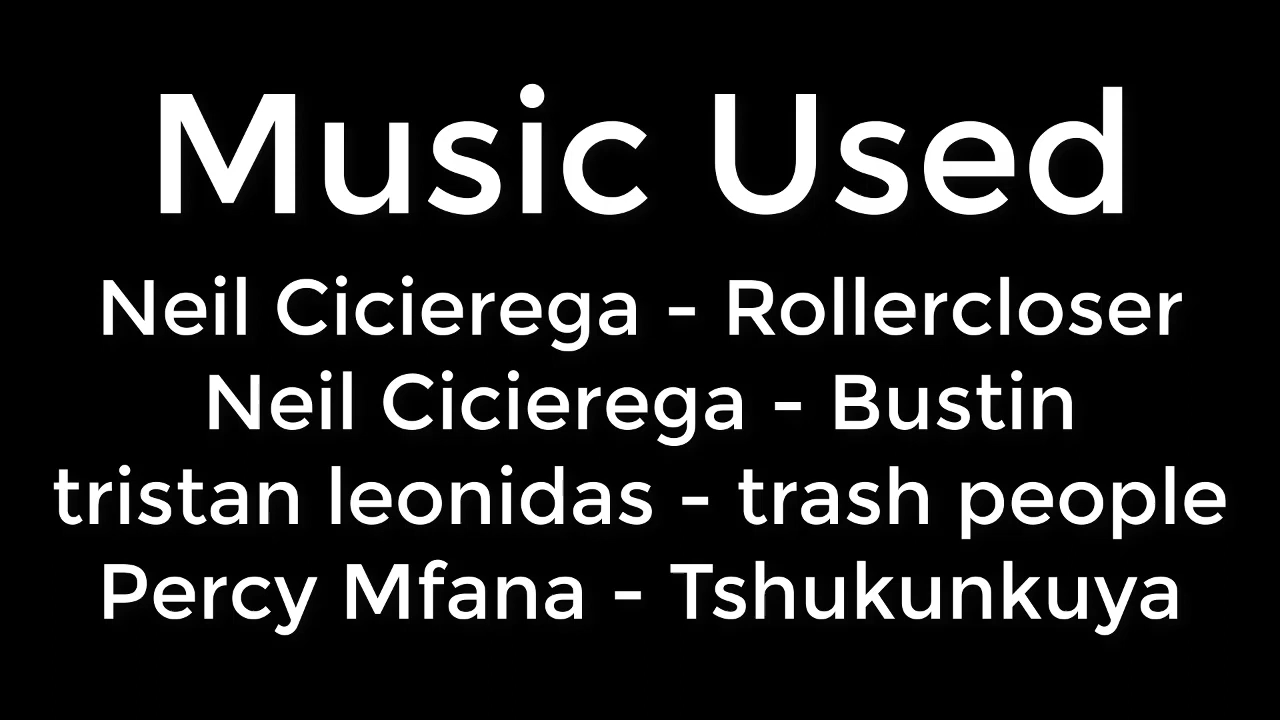 Music Used
Neil Cicierega - Rollercloser
Neil Cicierega - Bustin
tristan leonidas - trash people
Percy Mfana - Tshukunkuya